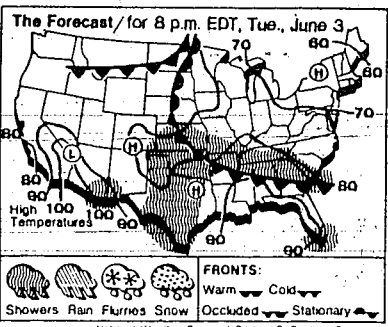 The Forecast/for 8 p.m. EDT, Tue., June 3
70
60
60
H
70
80
H
L
H
80
90
80
High
Temperatures
100
100
90
90
90
FRONTS:
Warm Cold
Showers Rain Flurries Snow
Occluded Stationary